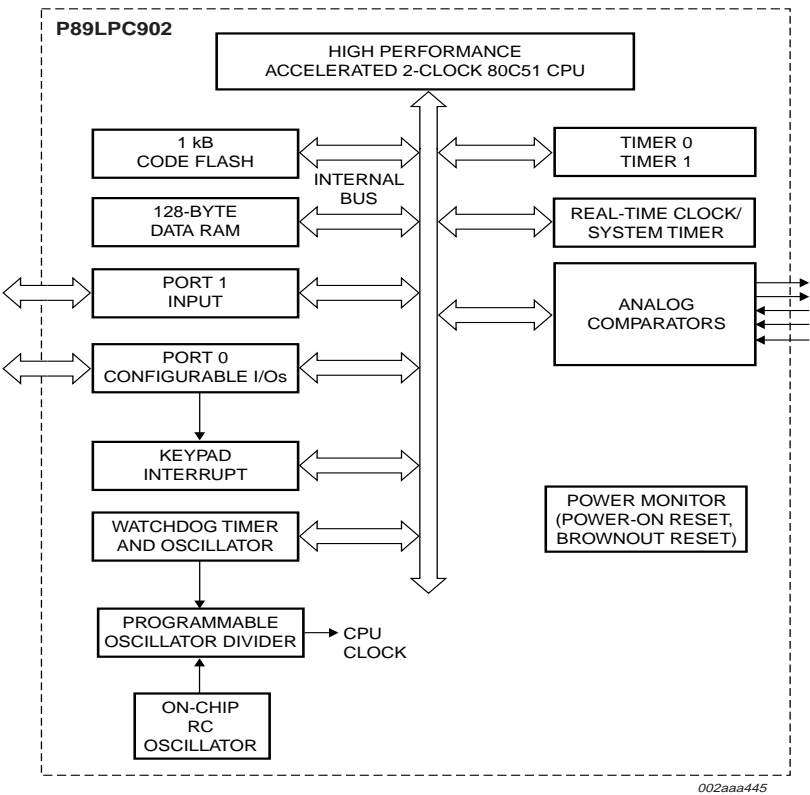 P89LPC902
HIGH PERFORMANCE
ACCELERATED 2-CLOCK 80C51 CPU
1 kB
CODE FLASH
INTERNAL
BUS
TIMER 0
TIMER 1
128-BYTE
DATA RAM
REAL-TIME CLOCK/
SYSTEM TIMER
PORT 1
INPUT
ANALOG
COMPARATORS
PORT 0
CONFIGURABLE I/Os
KEYPAD
INTERRUPT
POWER MONITOR
(POWER-ON RESET,
BROWNOUT RESET)
WATCHDOG TIMER
AND OSCILLATOR
PROGRAMMABLE
OSCILLATOR DIVIDER
CPU
CLOCK
ON-CHIP
RC
OSCILLATOR
002aaa445